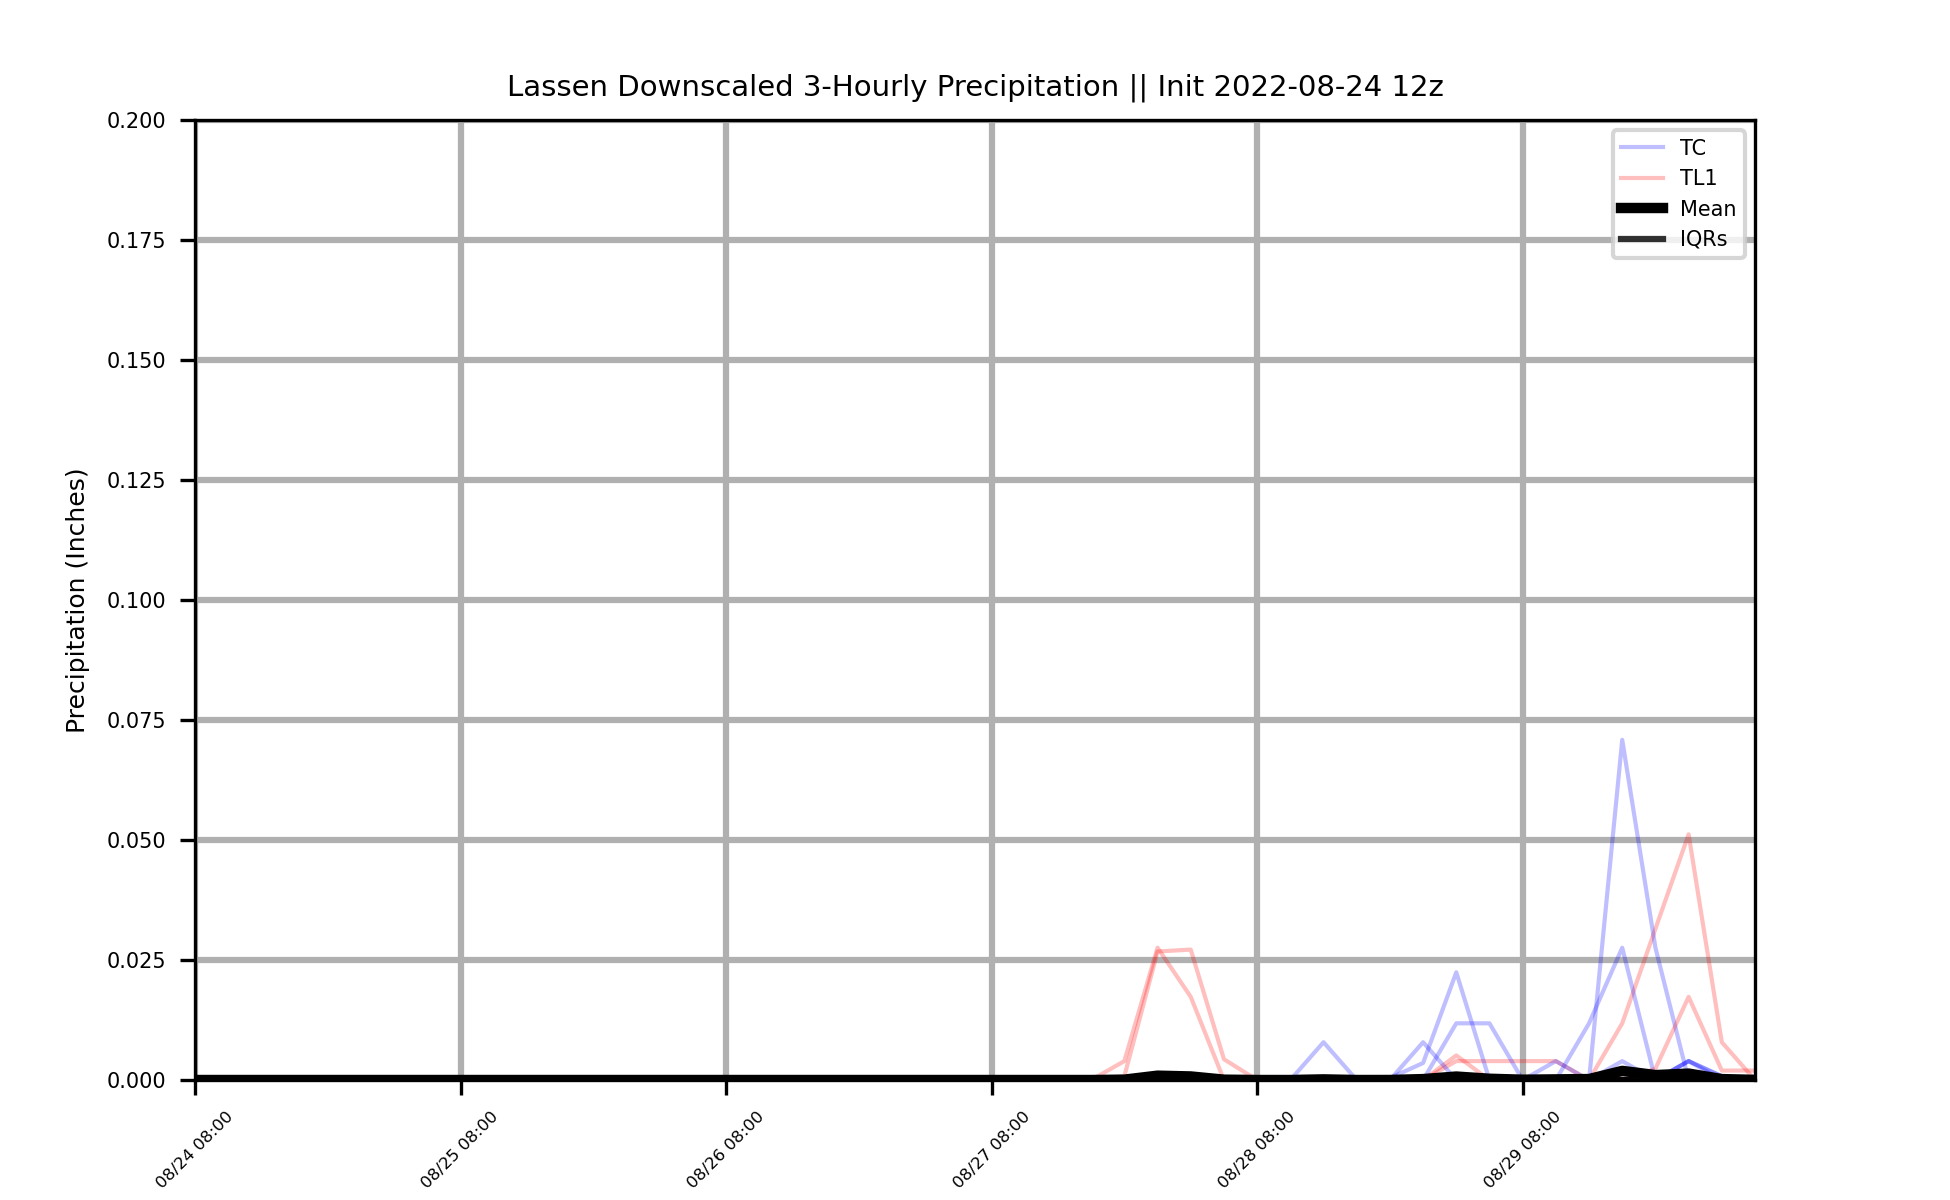 Lassen Downscaled 3-Hourly Precipitation || Init 2022-08-24 12z
0.200
0.175
0.150
0.125
0.100
0.075
0.050
0.025
0.000
Precipitation (Inches)
TC
TL1
Mean
IQRs
08/24 08:00
08/25 08:00
08/26 08:00
08/27 08:00
08/28 08:00
08/29 08:00